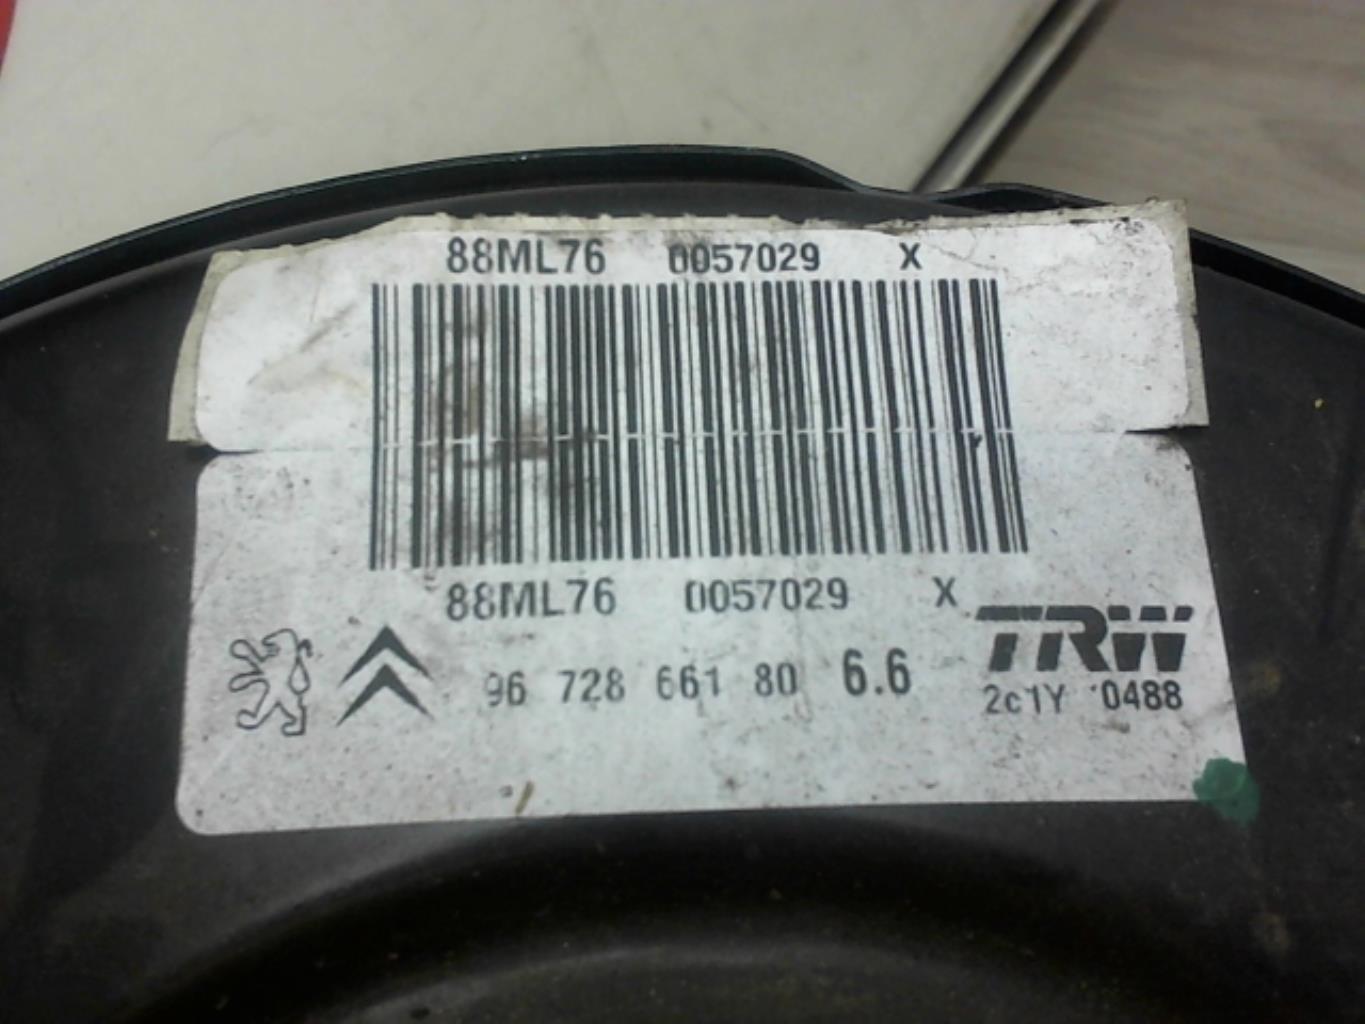 88ML76 0057029 X
88ML76 0057029 X
96 728 661 80 6.6
TRW
2c1Y 0488